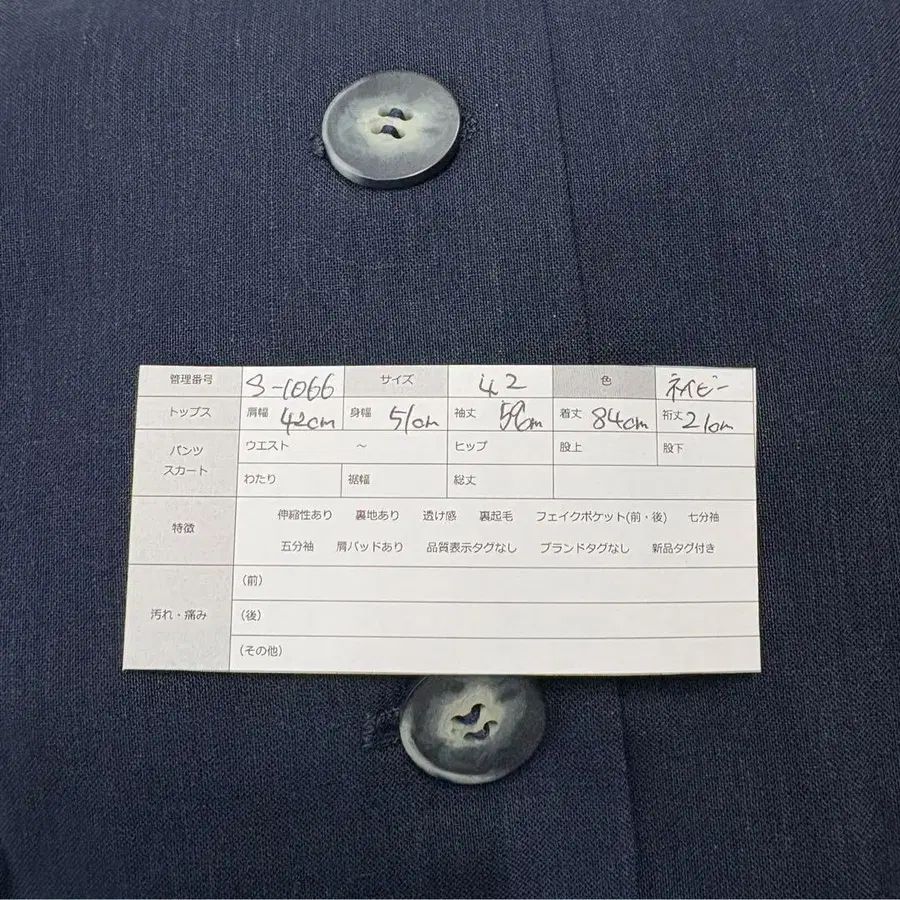 管理番号 S-1066 サイズ 42 色 ネイビー
トップス 肩幅 42cm 身幅 51cm 袖丈 59cm 着丈 84cm 裄丈 21cm
パンツ スカート ウエスト ～ ヒップ 股上 股下
わたり 裾幅 総丈
特徴 伸縮性あり 裏地あり 透け感 裏起毛 フェイクポケット(前・後) 七分袖
五分袖 肩パッドあり 品質表示タグなし ブランドタグなし 新品タグ付き
汚れ・痛み (前)
(後)
(その他)